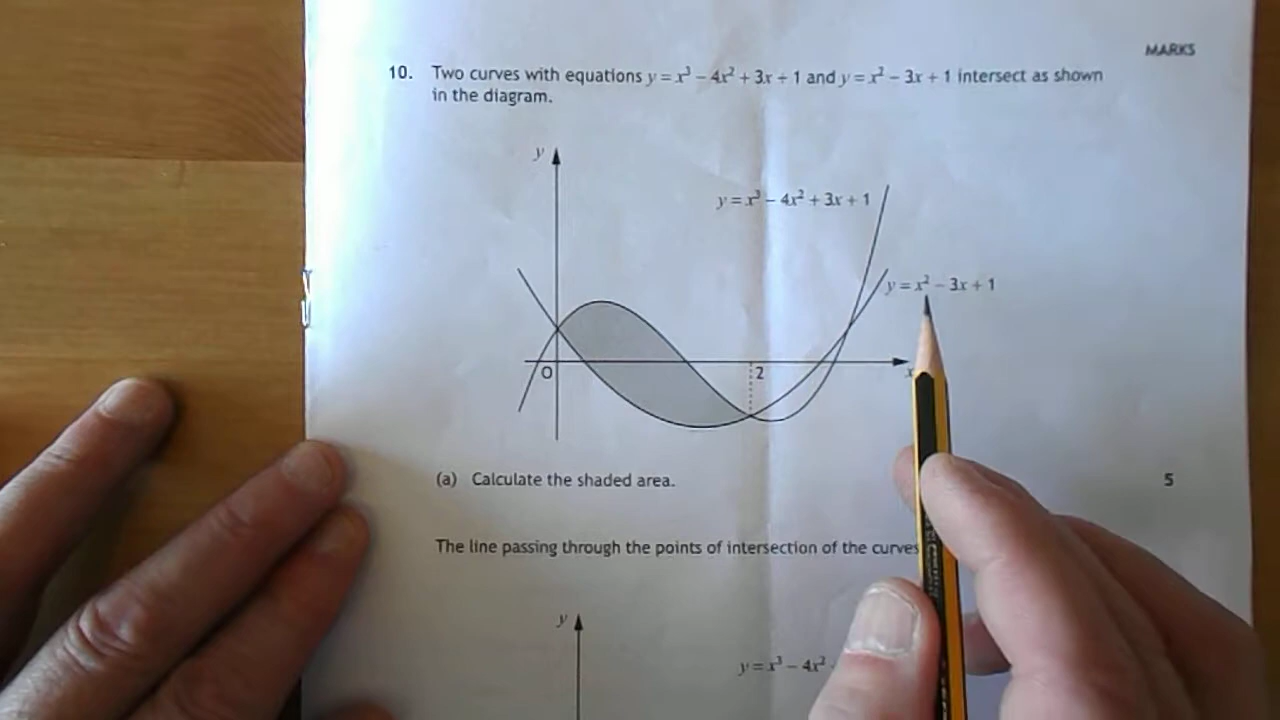 MARKS
10. Two curves with equations y = x³ − 4x² + 3x + 1 and y = x² − 3x + 1 intersect as shown
in the diagram.
y
y = x³ − 4x² + 3x + 1
y = x² − 3x + 1
O
2
(a) Calculate the shaded area.
5
The line passing through the points of intersection of the curves
y
y = x³ − 4x²